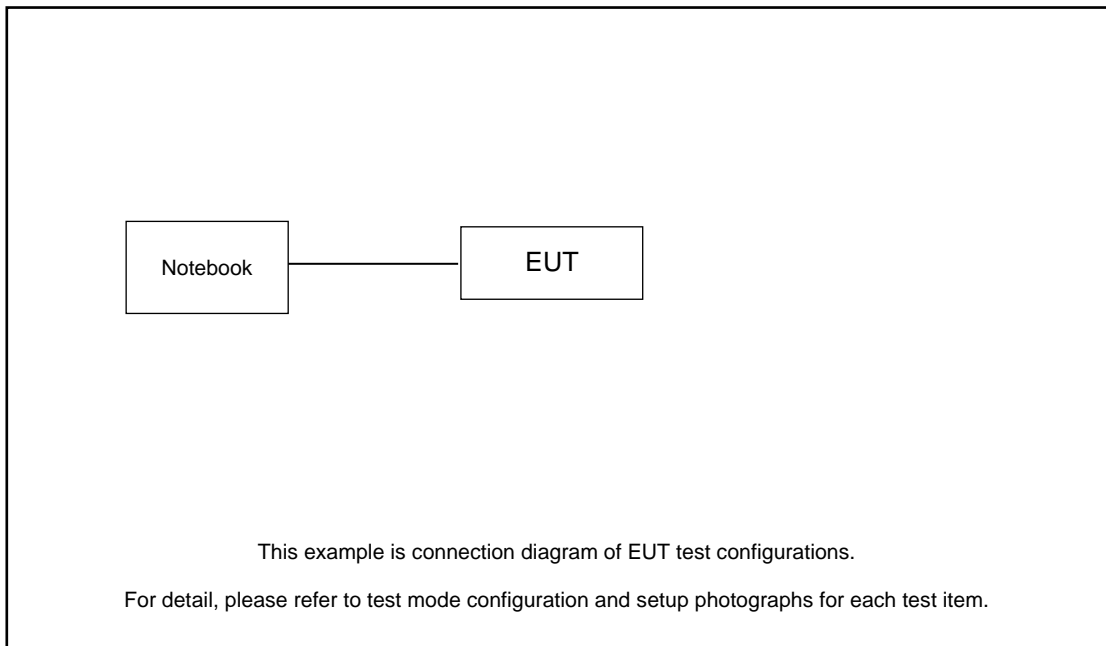 Notebook
EUT
This example is connection diagram of EUT test configurations.
For detail, please refer to test mode configuration and setup photographs for each test item.